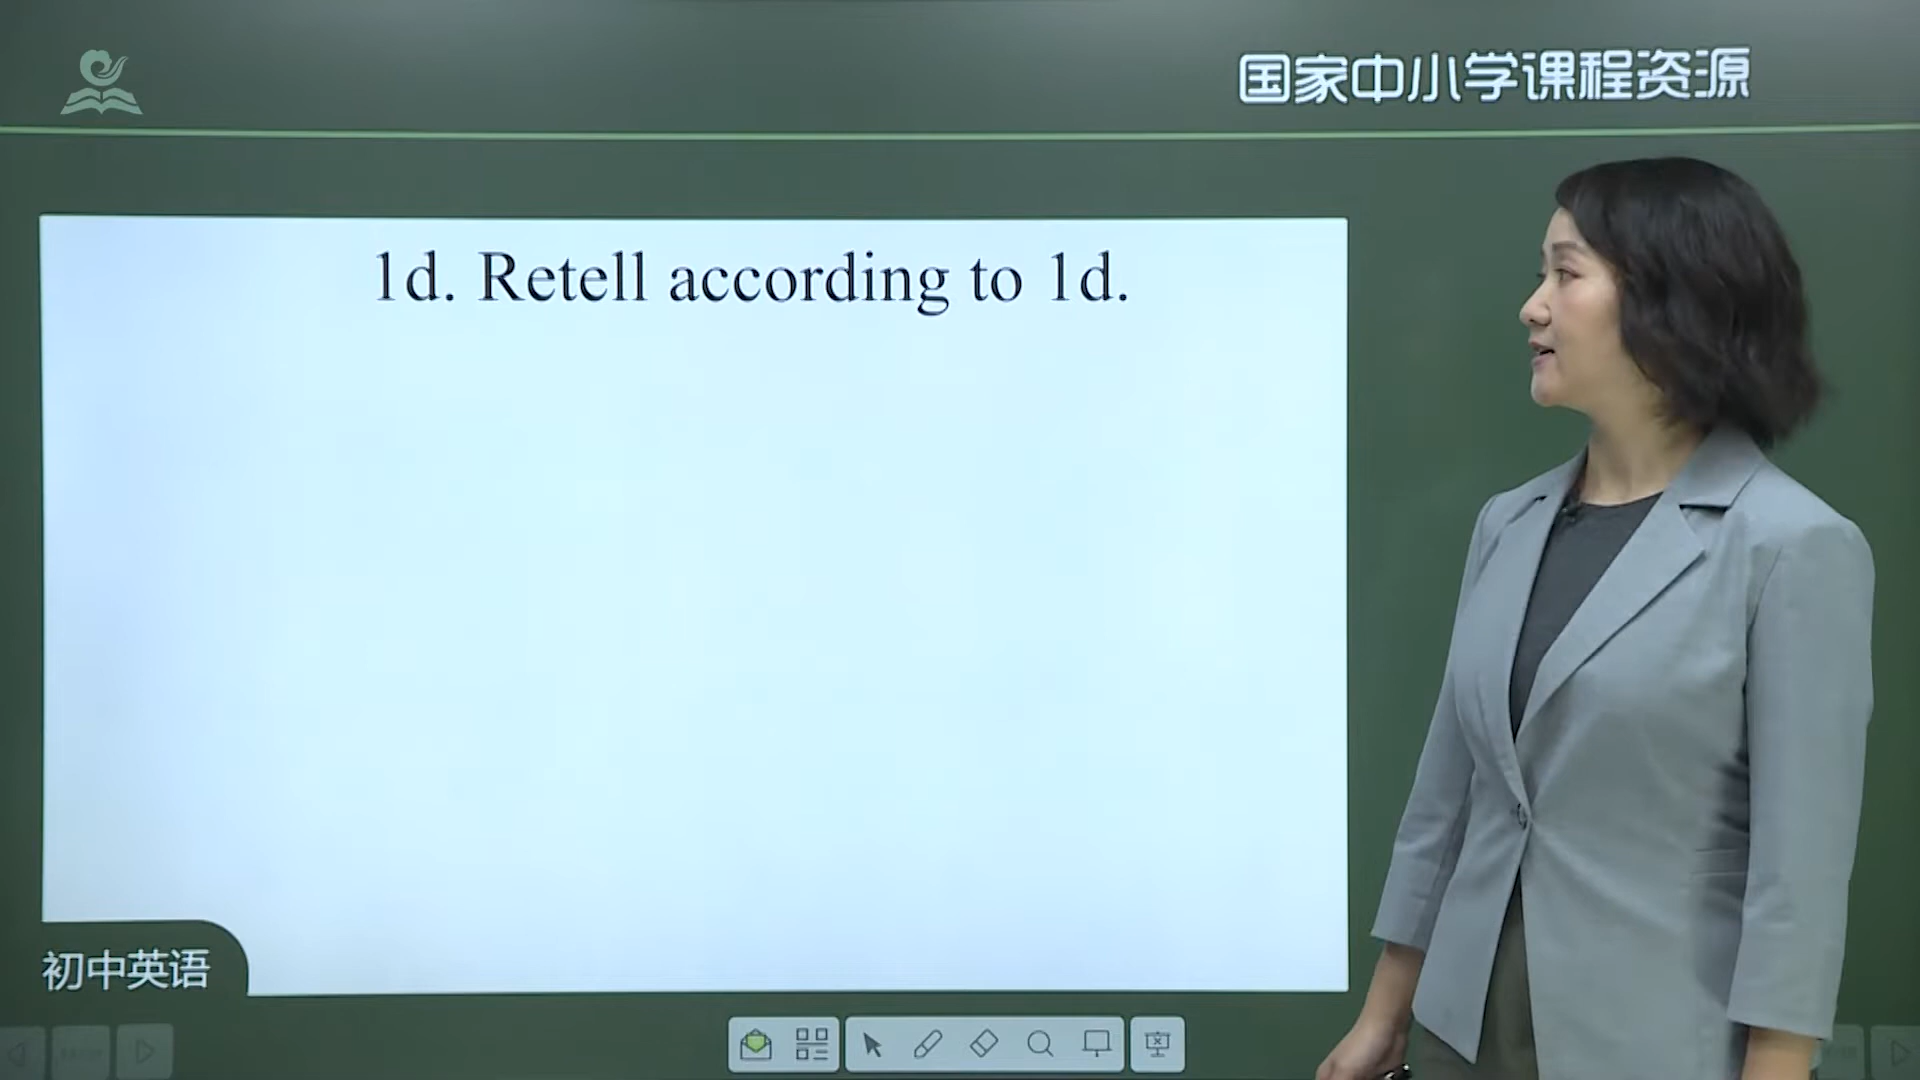 国家中小学课程资源
1d. Retell according to 1d.
初中英语